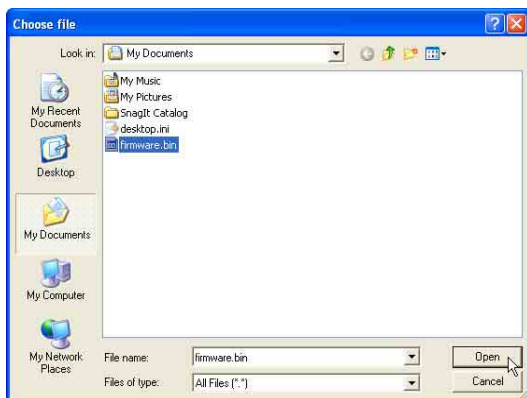 Choose file
Look in: My Documents
My Recent
Documents
Desktop
My Documents
My Computer
My Network
Places
My Music
My Pictures
SnagIt Catalog
desktop.ini
firmware.bin
File name: firmware.bin Open
Files of type: All Files (*.*) Cancel